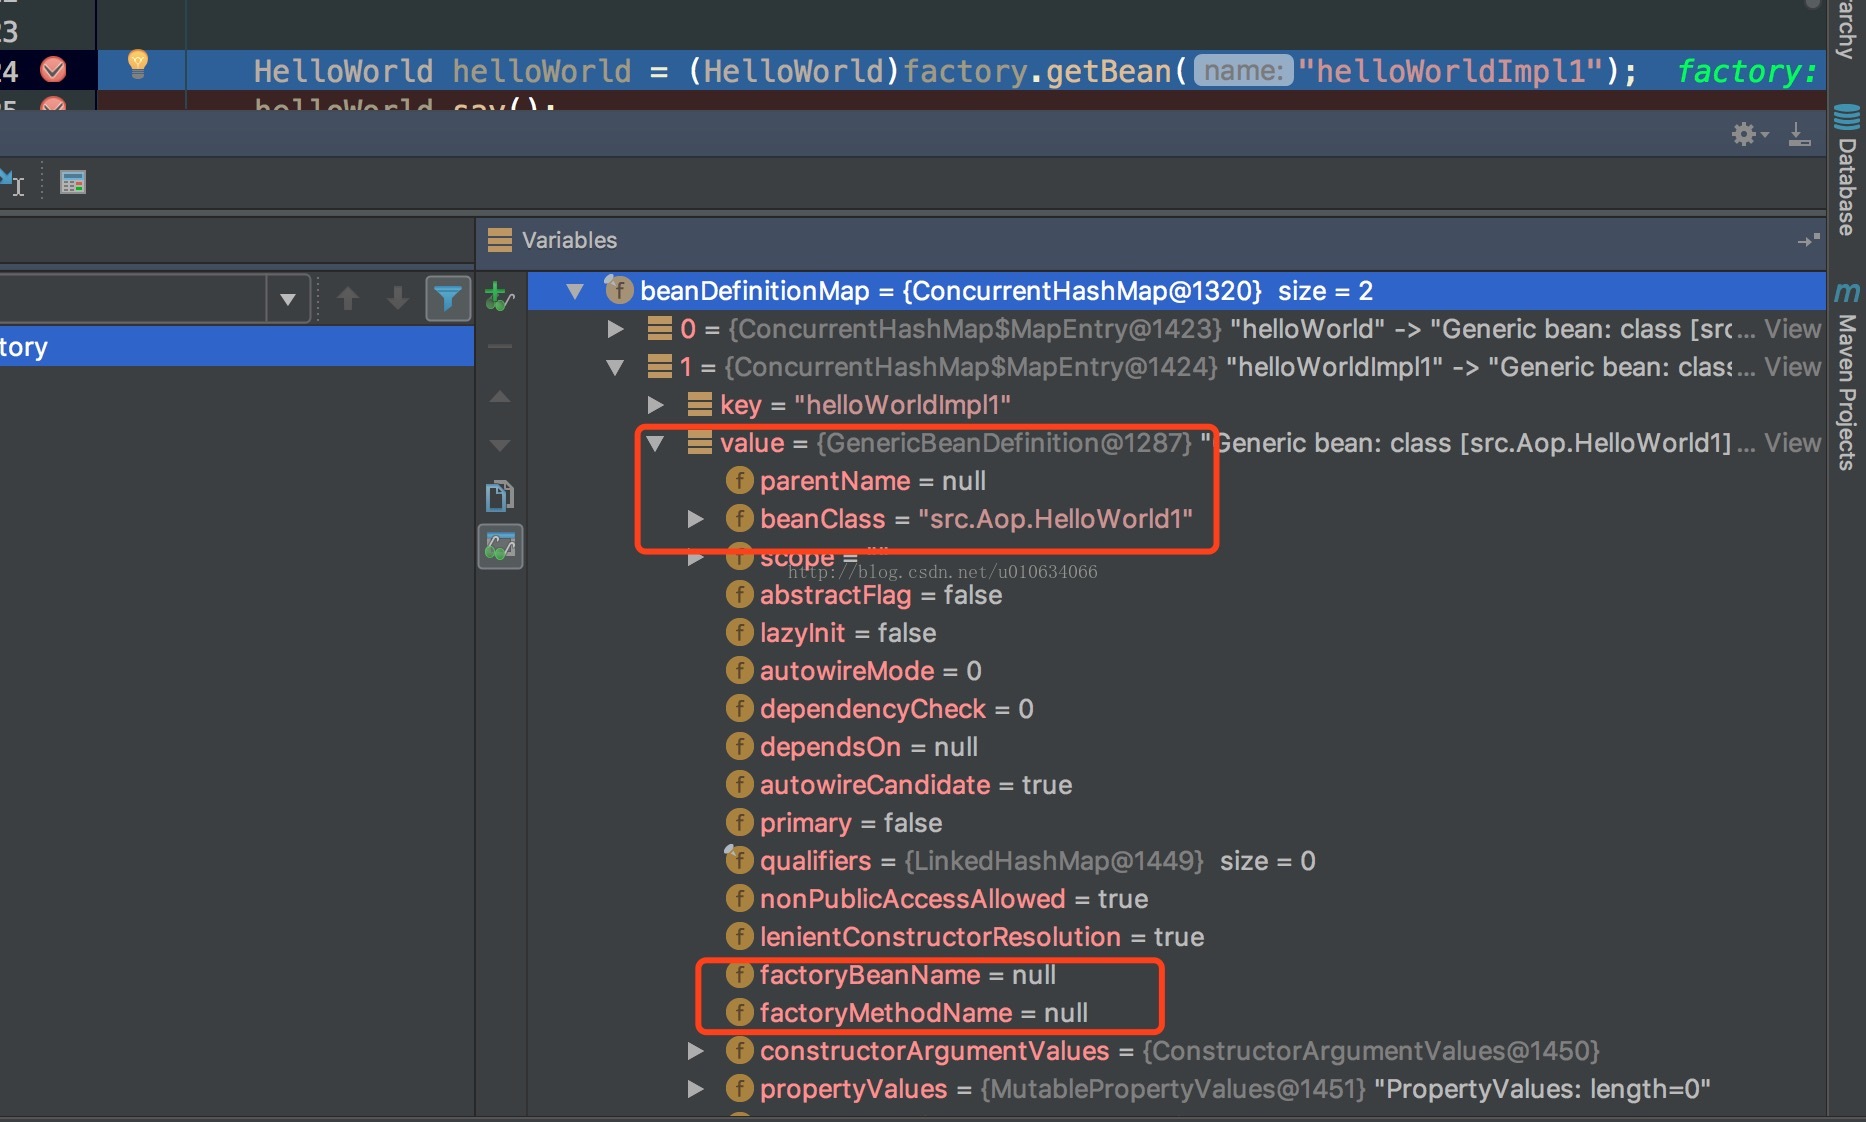 23
24 HelloWorld helloWorld = (HelloWorld)factory.getBean( name: "helloWorldImpl1"); factory:
25 helloWorld.say();
Variables
tory
beanDefinitionMap = {ConcurrentHashMap@1320} size = 2
0 = {ConcurrentHashMap$MapEntry@1423} "helloWorld" -> "Generic bean: class [src... View
1 = {ConcurrentHashMap$MapEntry@1424} "helloWorldImpl1" -> "Generic bean: class... View
key = "helloWorldImpl1"
value = {GenericBeanDefinition@1287} "Generic bean: class [src.Aop.HelloWorld1]... View
parentName = null
beanClass = "src.Aop.HelloWorld1"
scope = ""
http://blog.csdn.net/u010634066
abstractFlag = false
lazyInit = false
autowireMode = 0
dependencyCheck = 0
dependsOn = null
autowireCandidate = true
primary = false
qualifiers = {LinkedHashMap@1449} size = 0
nonPublicAccessAllowed = true
lenientConstructorResolution = true
factoryBeanName = null
factoryMethodName = null
constructorArgumentValues = {ConstructorArgumentValues@1450}
propertyValues = {MutablePropertyValues@1451} "PropertyValues: length=0"
rarchy
Database
m Maven Projects